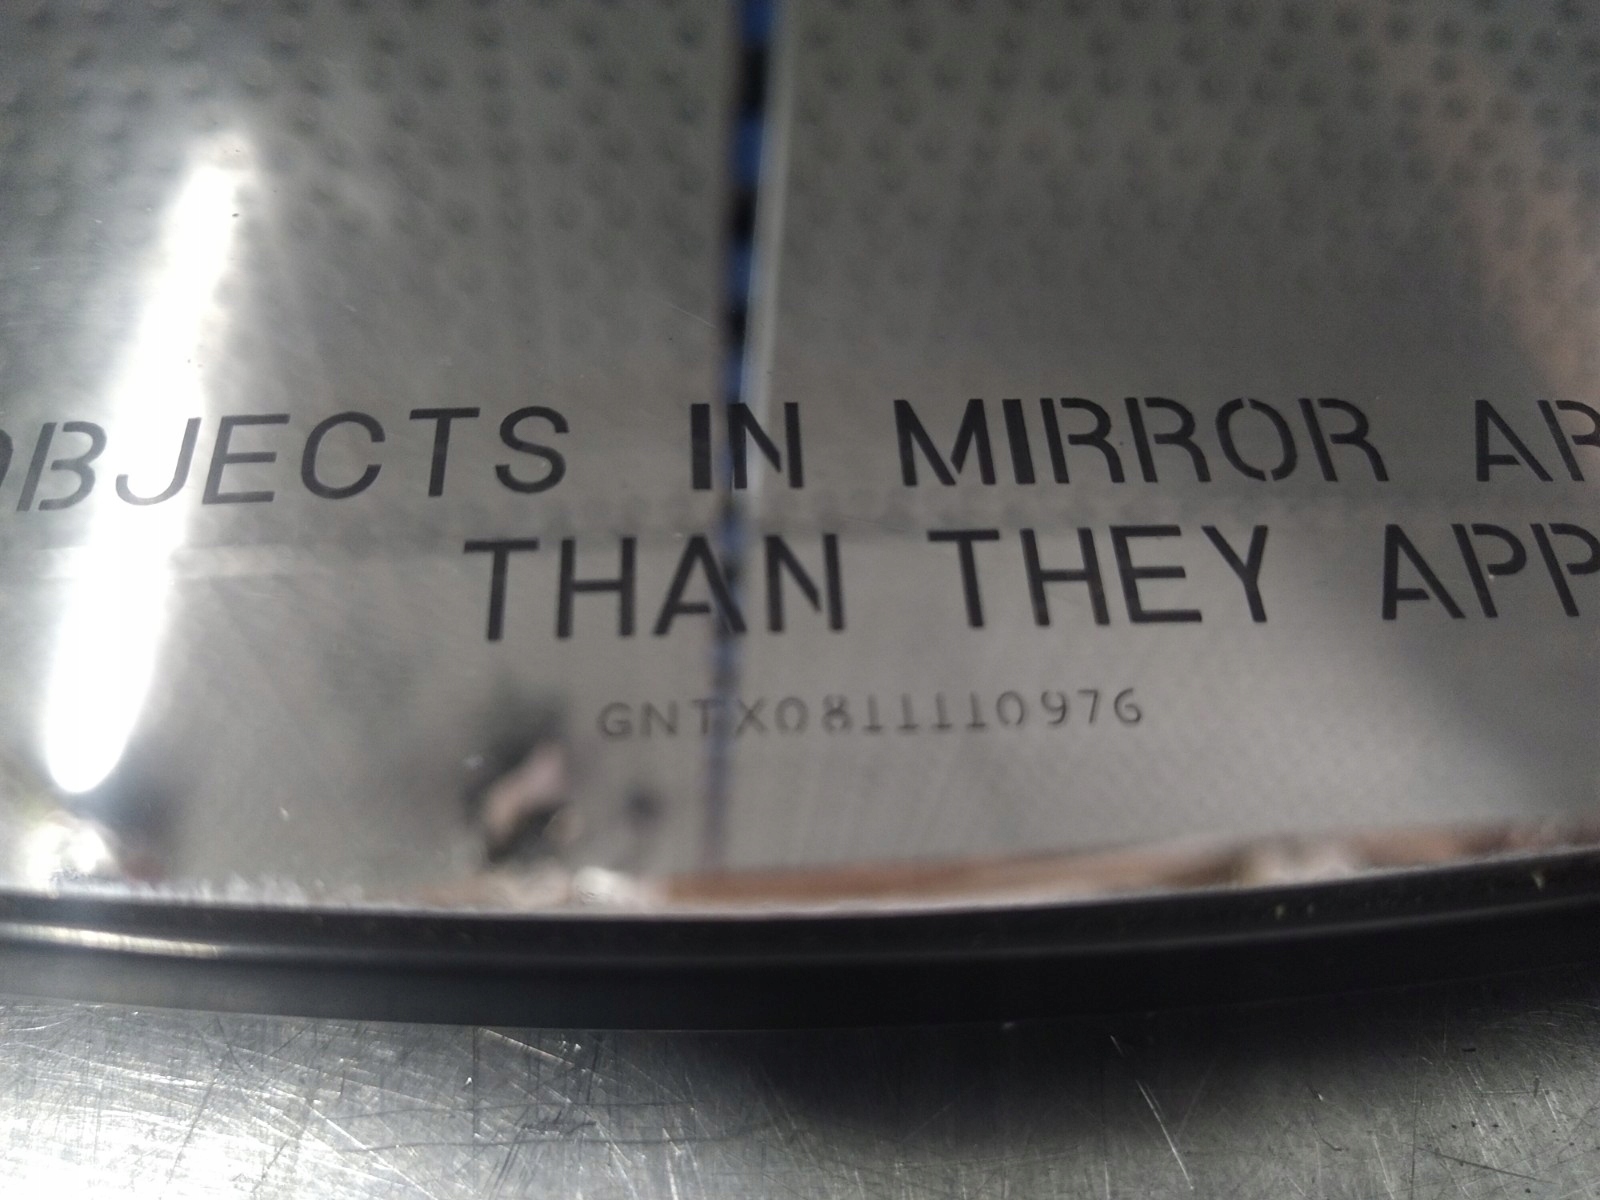 OBJECTS IN MIRROR AR
THAN THEY APP
GNTX0811110976